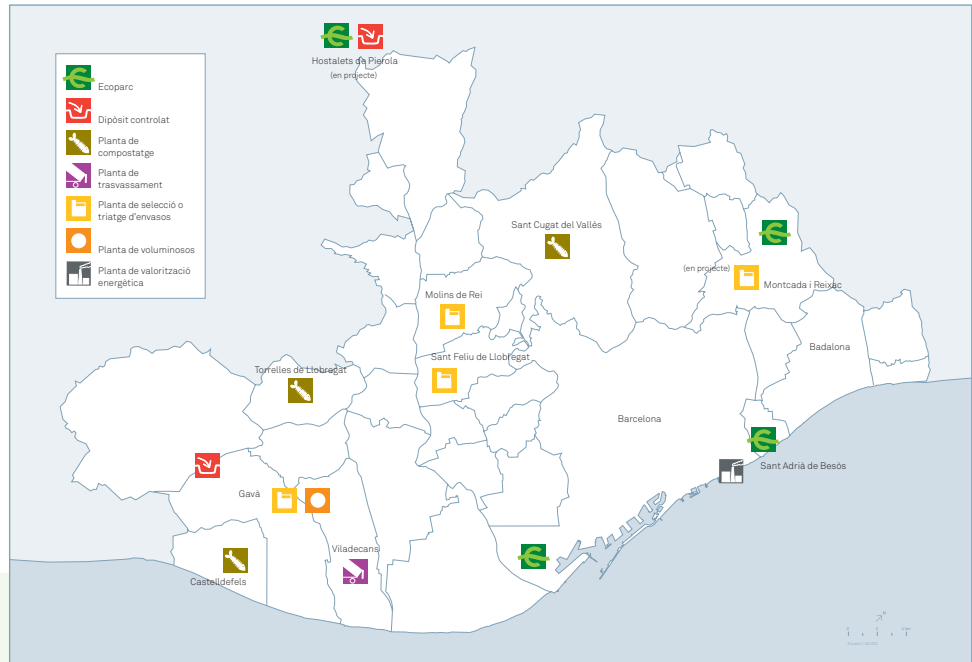 Hostalets de Pierola
(en projecte)
Ecoparc
Dipòsit controlat
Planta de
compostatge
Planta de
trasvassament
Planta de selecció o
triatge d'envasos
Planta de voluminosos
Planta de valorització
energètica
Sant Cugat del Vallès
(en projecte)
Montcada i Reixac
Molins de Rei
Badalona
Sant Feliu de Llobregat
Torrelles de Llobregat
Barcelona
Sant Adrià de Besòs
Gavà
Viladecans
Castelldefels
N